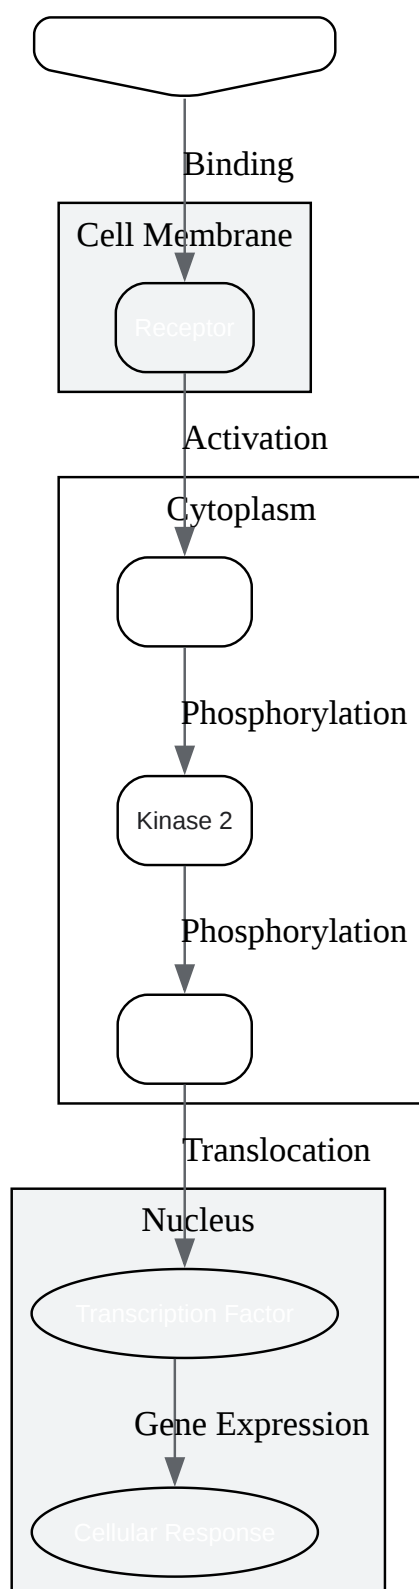 Binding
Cell Membrane
Receptor
Activation
Cytoplasm
Phosphorylation
Kinase 2
Phosphorylation
Translocation
Nucleus
Transcription Factor
Gene Expression
Cellular Response